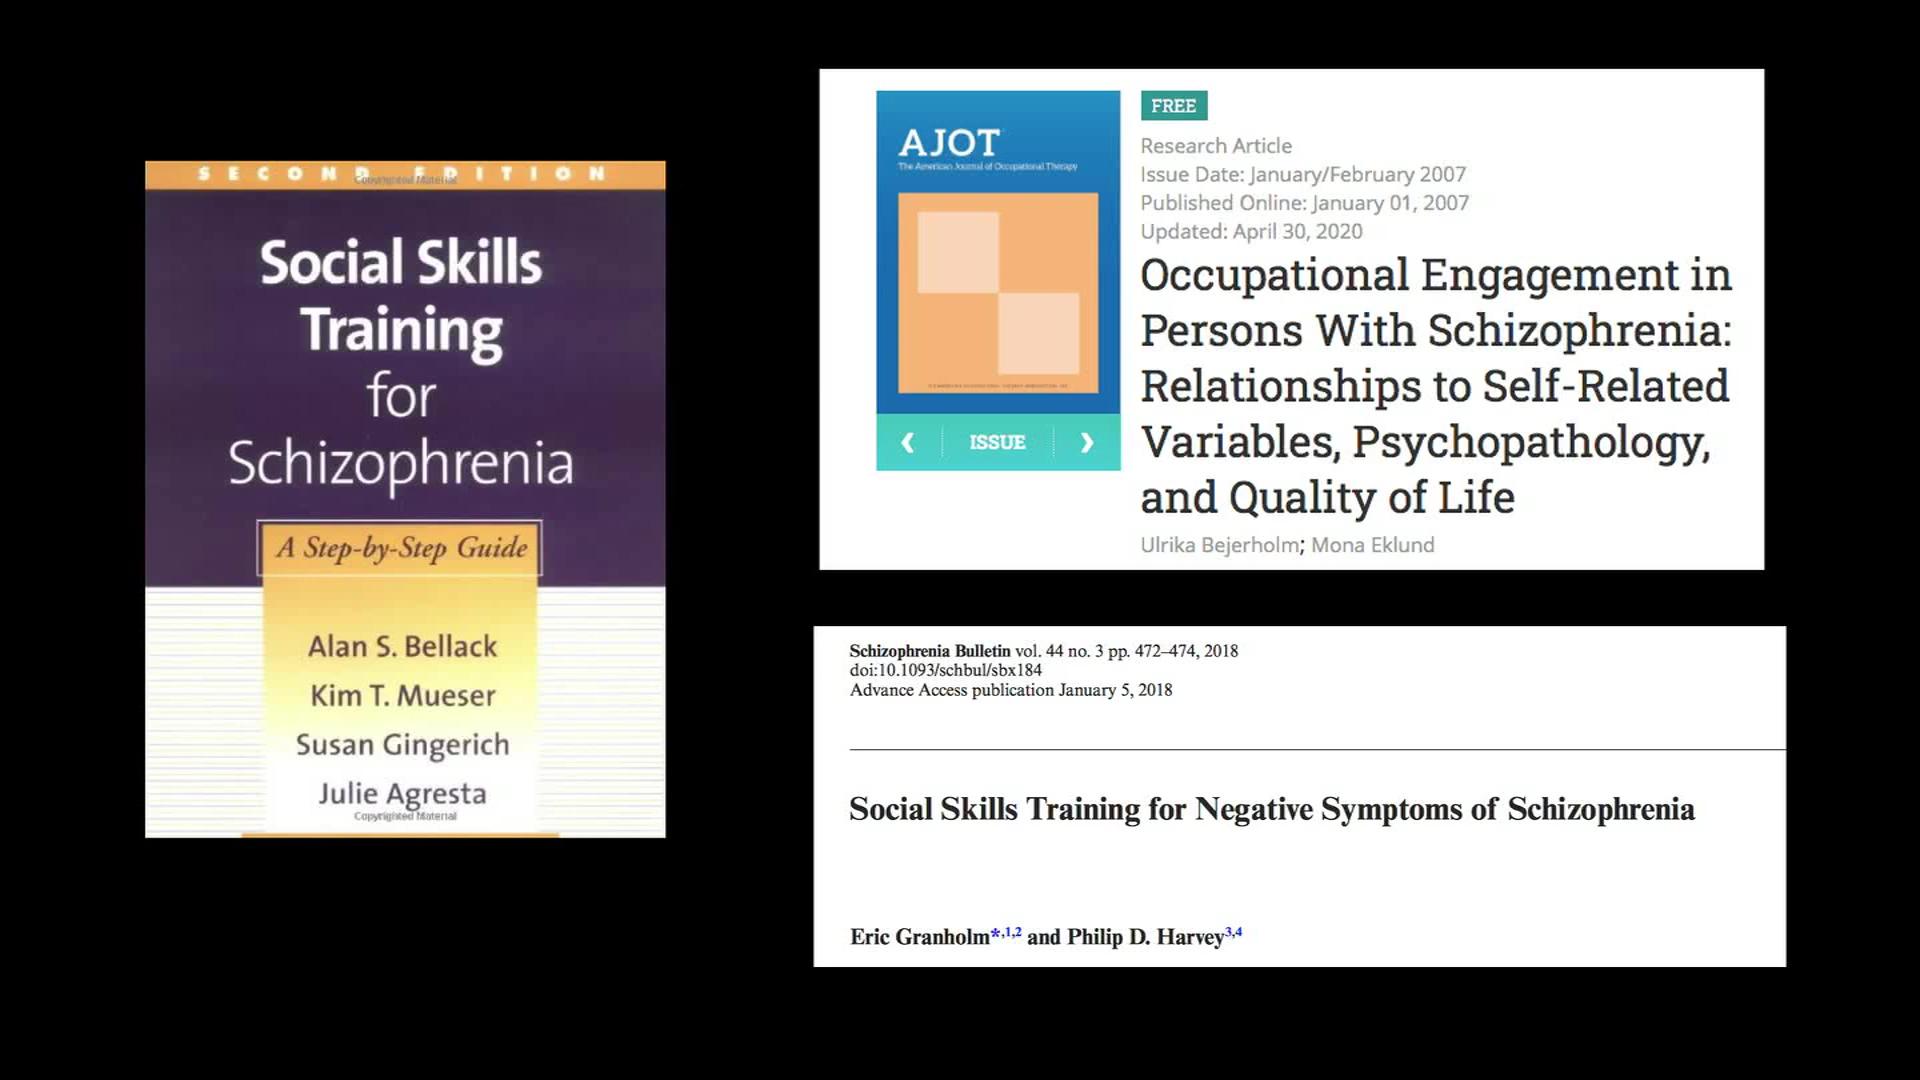 SECOND EDITION
Copyrighted Material
Social Skills
Training
for
Schizophrenia
A Step-by-Step Guide
Alan S. Bellack
Kim T. Mueser
Susan Gingerich
Julie Agresta
Copyrighted Material
AJOT
The American Journal of Occupational Therapy
ISSUE
FREE
Research Article
Issue Date: January/February 2007
Published Online: January 01, 2007
Updated: April 30, 2020
Occupational Engagement in
Persons With Schizophrenia:
Relationships to Self-Related
Variables, Psychopathology,
and Quality of Life
Ulrika Bejerholm; Mona Eklund
Schizophrenia Bulletin vol. 44 no. 3 pp. 472–474, 2018
doi:10.1093/schbul/sbx184
Advance Access publication January 5, 2018
Social Skills Training for Negative Symptoms of Schizophrenia
Eric Granholm*,1,2 and Philip D. Harvey3,4